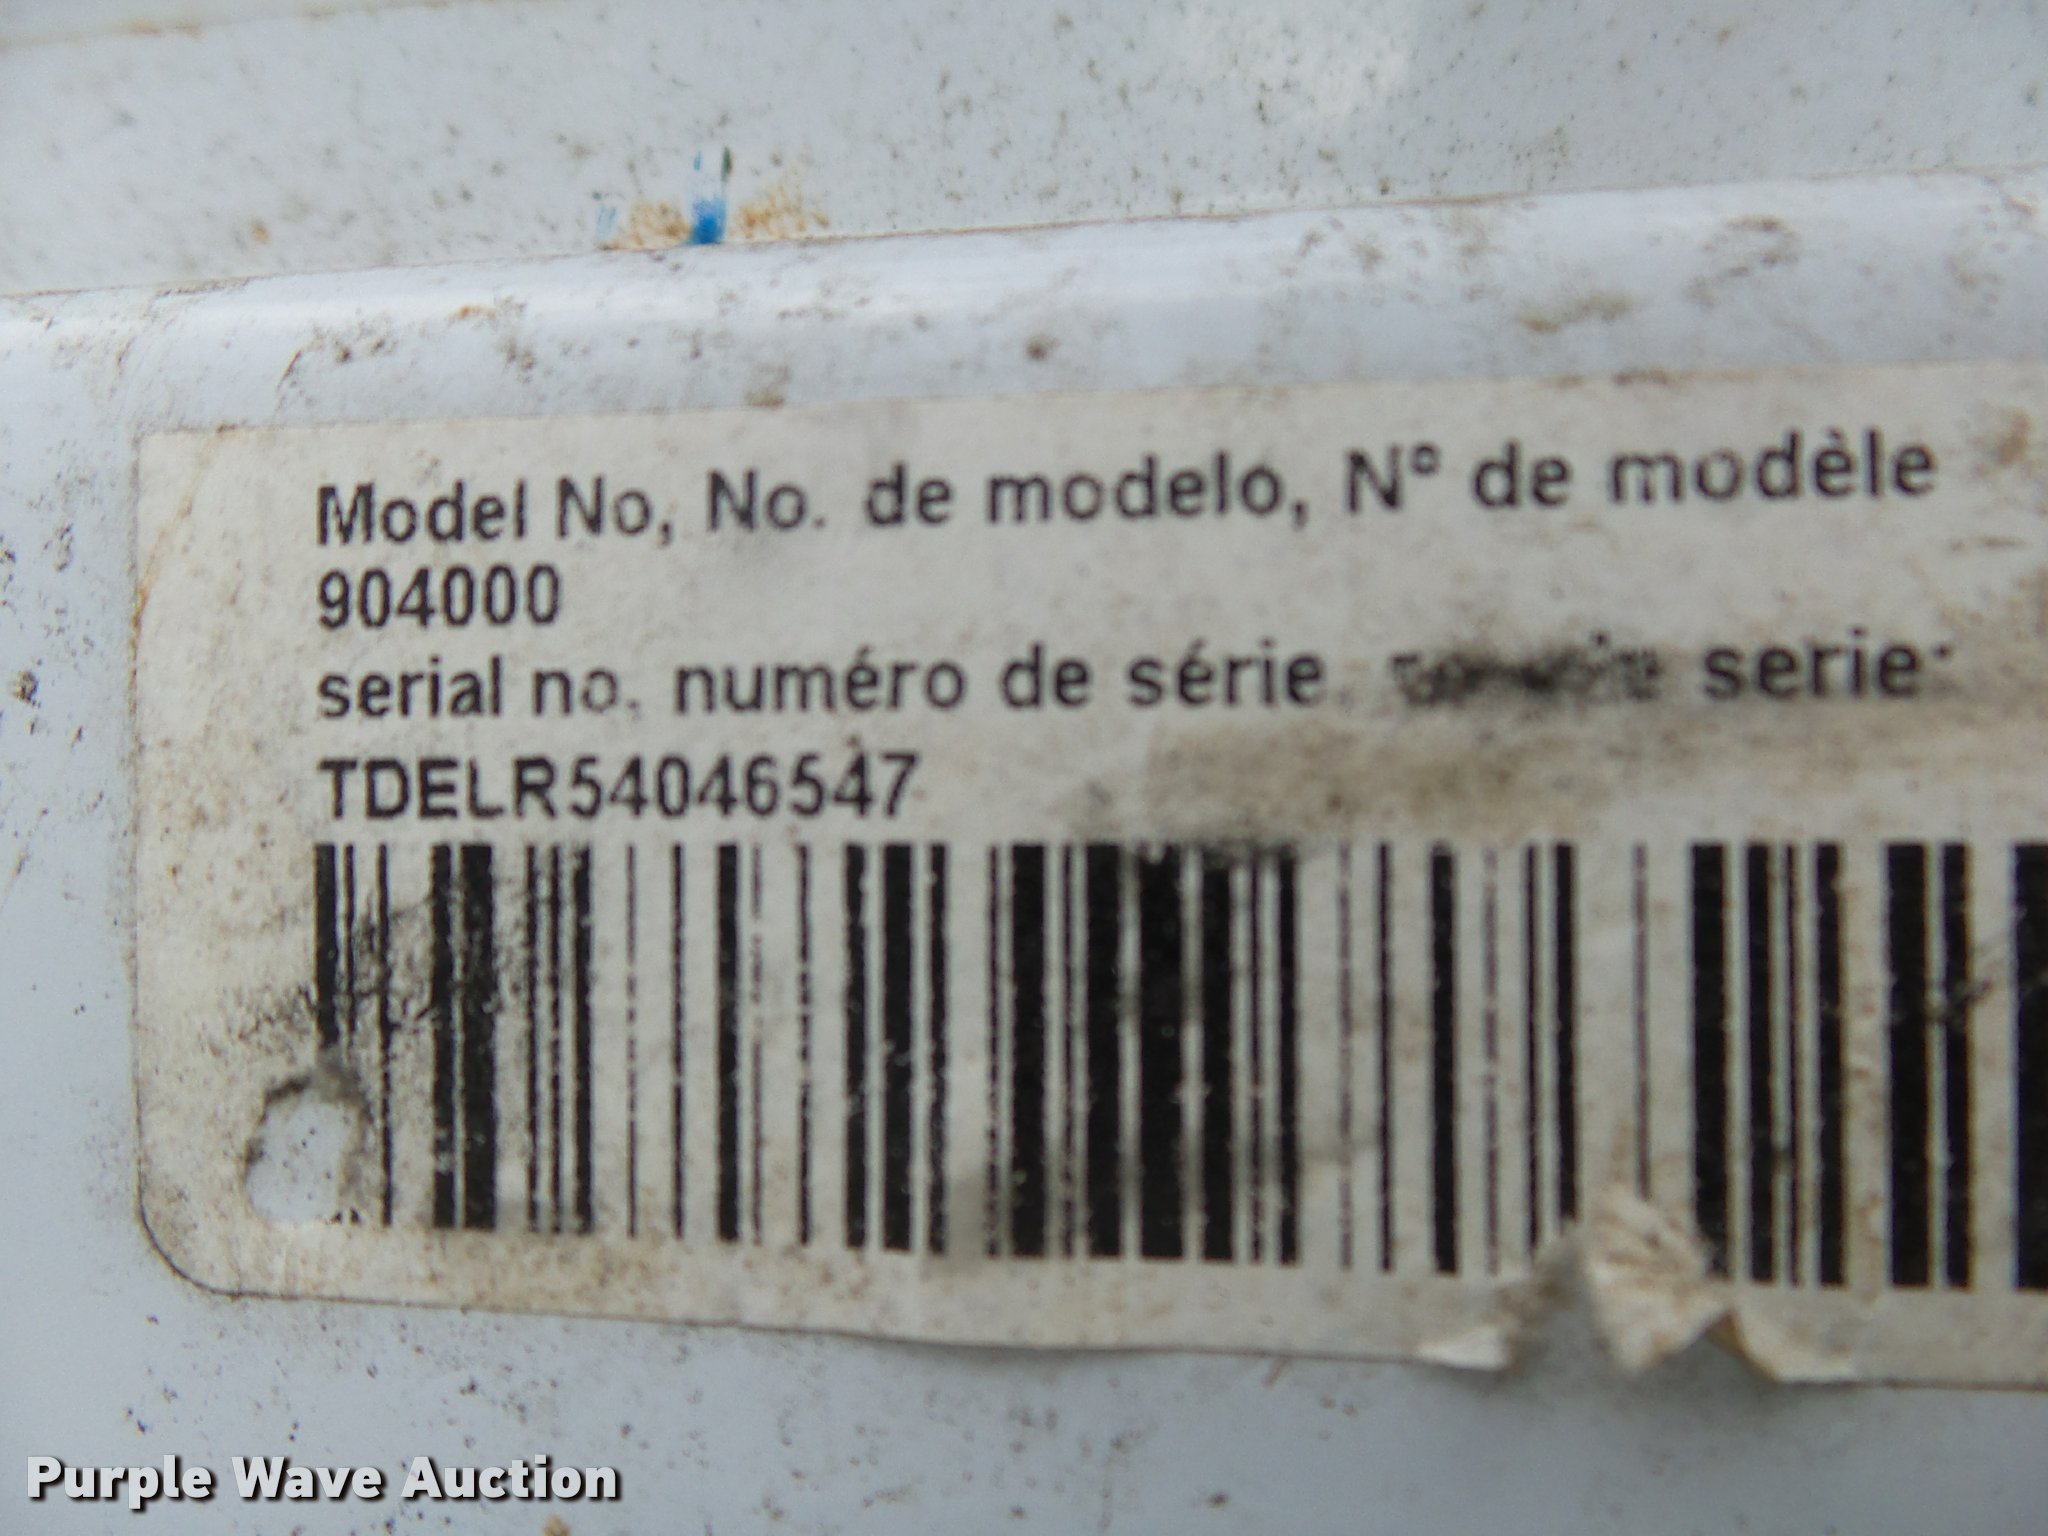 Model No, No. de modelo, N° de modèle
904000
serial no. numéro de série serie
TDELR54046547
Purple Wave Auction